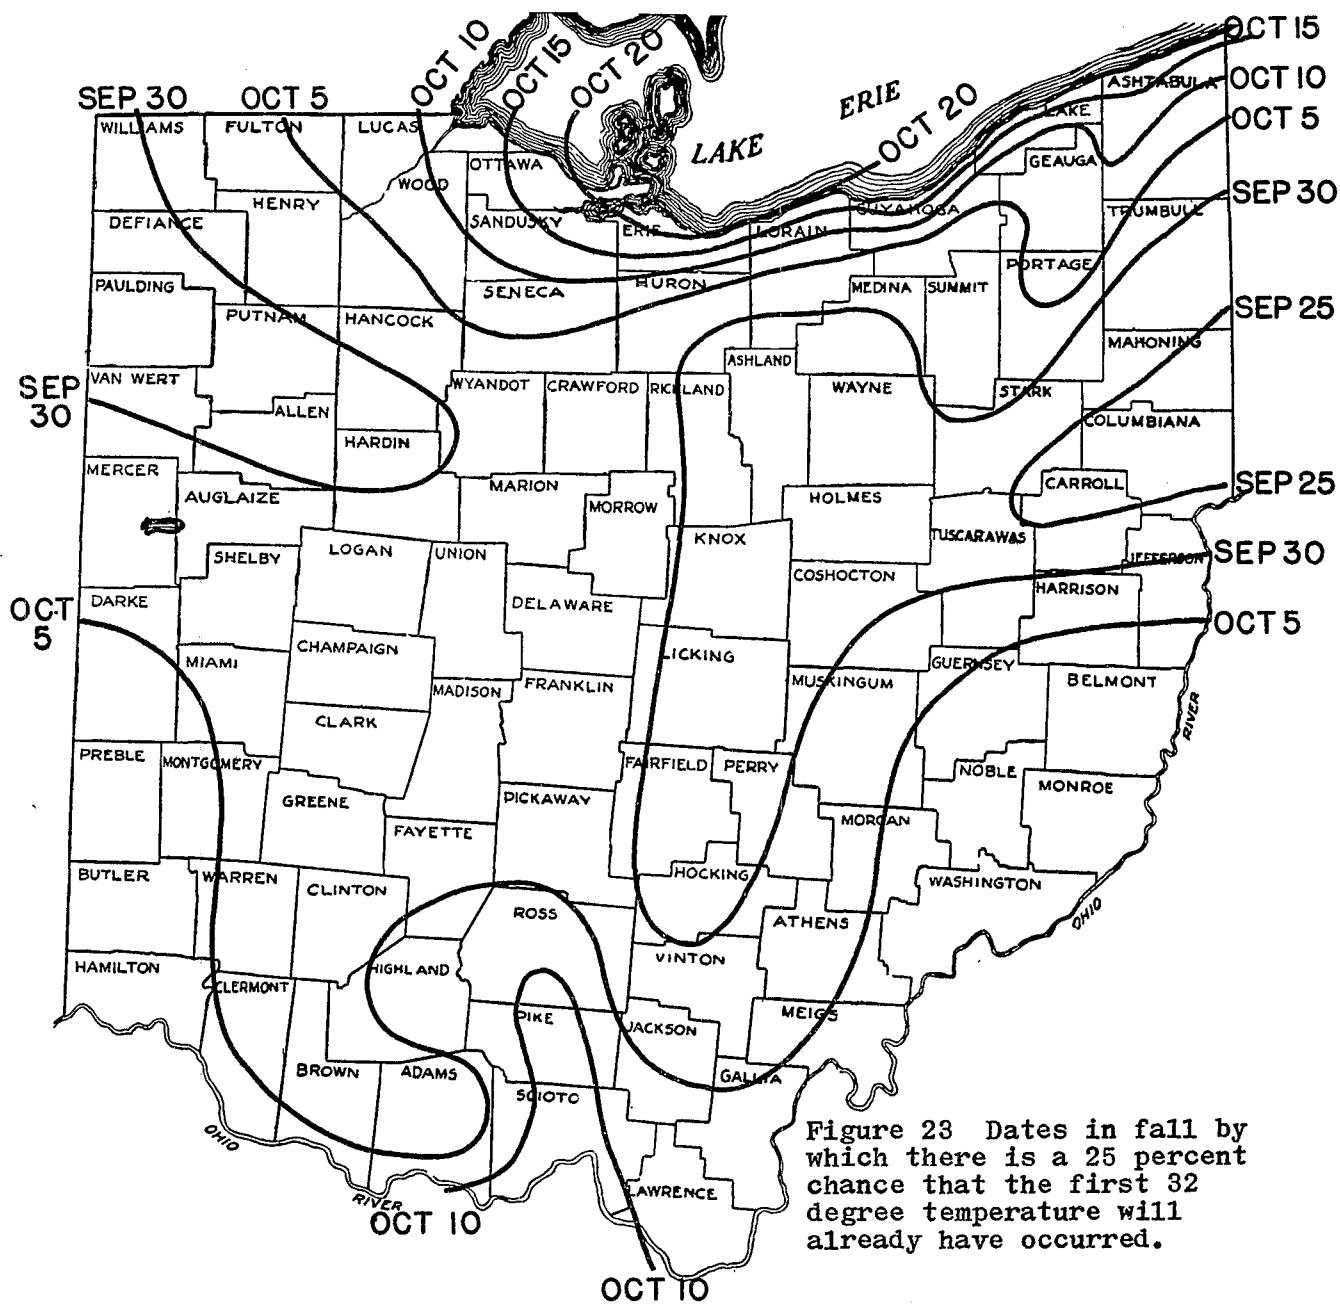 OCT 10
OCT 15
OCT 20
OCT 15
SEP 30
OCT 5
ERIE
OCT 20
ASHTABULA
OCT 10
WILLIAMS
FULTON
LUCAS
LAKE
LAKE
OCT 5
OTTAWA
GEAUGA
WOOD
HENRY
SEP 30
DEFIANCE
SANDUSKY
ERIE
LORAIN
CUYAHOGA
TRUMBULL
PORTAGE
PAULDING
SENECA
HURON
MEDINA
SUMMIT
PUTNAM
HANCOCK
SEP 25
MAHONING
ASHLAND
SEP
30
VAN WERT
WYANDOT
CRAWFORD
RICHLAND
WAYNE
STARK
ALLEN
COLUMBIANA
HARDIN
MERCER
AUGLAIZE
MARION
MORROW
HOLMES
CARROLL
SEP 25
KNOX
TUSCARAWAS
LOGAN
UNION
SHELBY
JEFFERSON
SEP 30
COSHOCTON
HARRISON
OCT
5
DARKE
DELAWARE
OCT 5
CHAMPAIGN
MIAMI
LICKING
GUERNSEY
MADISON
FRANKLIN
MUSKINGUM
BELMONT
CLARK
RIVER
PREBLE
MONTGOMERY
FAIRFIELD
PERRY
NOBLE
MONROE
GREENE
PICKAWAY
FAYETTE
MORGAN
BUTLER
WARREN
CLINTON
HOCKING
WASHINGTON
ROSS
ATHENS
OHIO
HAMILTON
HIGHLAND
VINTON
CLERMONT
PIKE
JACKSON
MEIGS
BROWN
ADAMS
GALLIA
SCIOTO
OHIO
RIVER
LAWRENCE
OCT 10
OCT 10
Figure 23 Dates in fall by
which there is a 25 percent
chance that the first 32
degree temperature will
already have occurred.